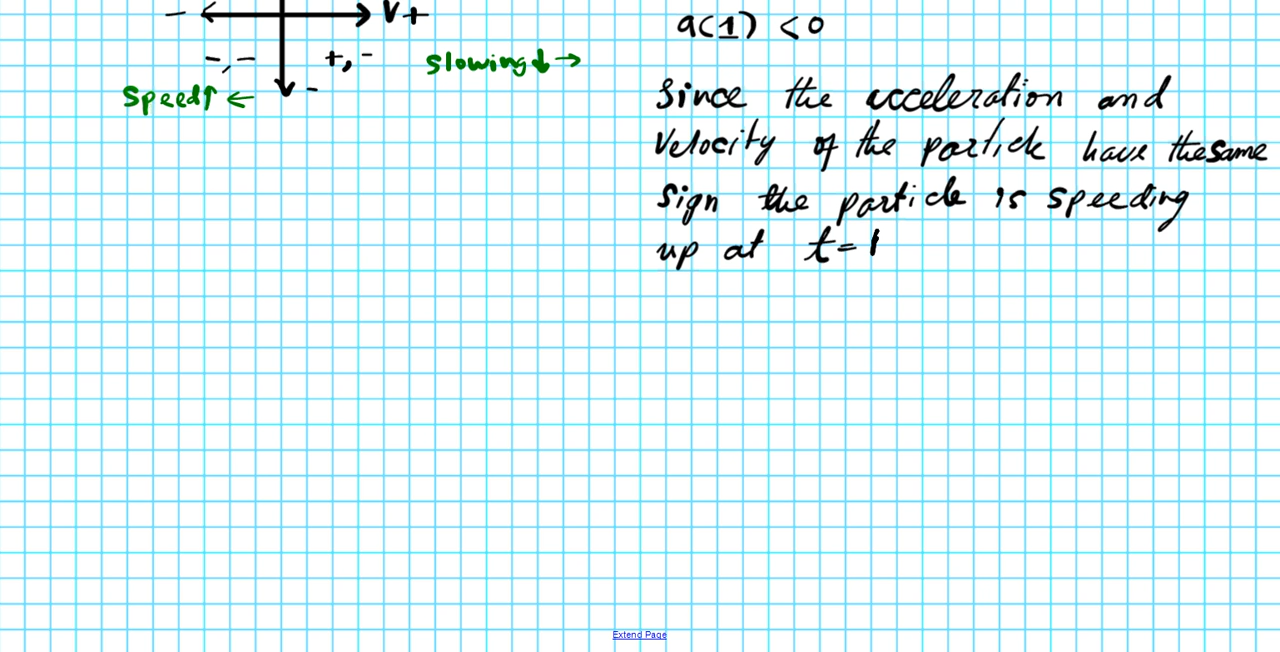 − V+
−,− +,− slowing↓→
speed↑← −
a(1) <0
Since the acceleration and
Velocity of the particle have the same
Sign the particle is speeding
up at t=1
Extend Page